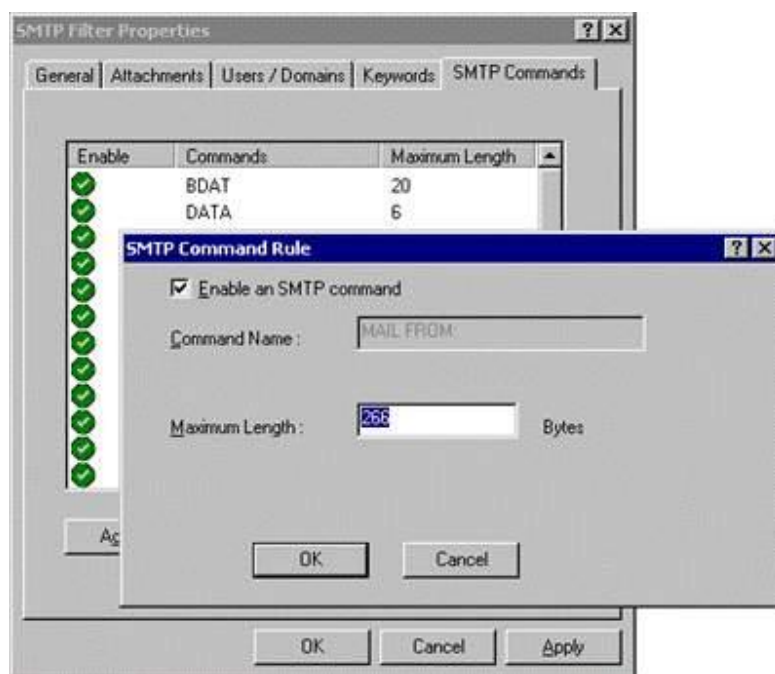 SMTP Filter Properties
General Attachments Users / Domains Keywords SMTP Commands
Enable Commands Maximum Length
BDAT 20
DATA 6
SMTP Command Rule
Enable an SMTP command
Command Name : MAIL FROM:
Maximum Length : 266 Bytes
OK Cancel
OK Cancel Apply